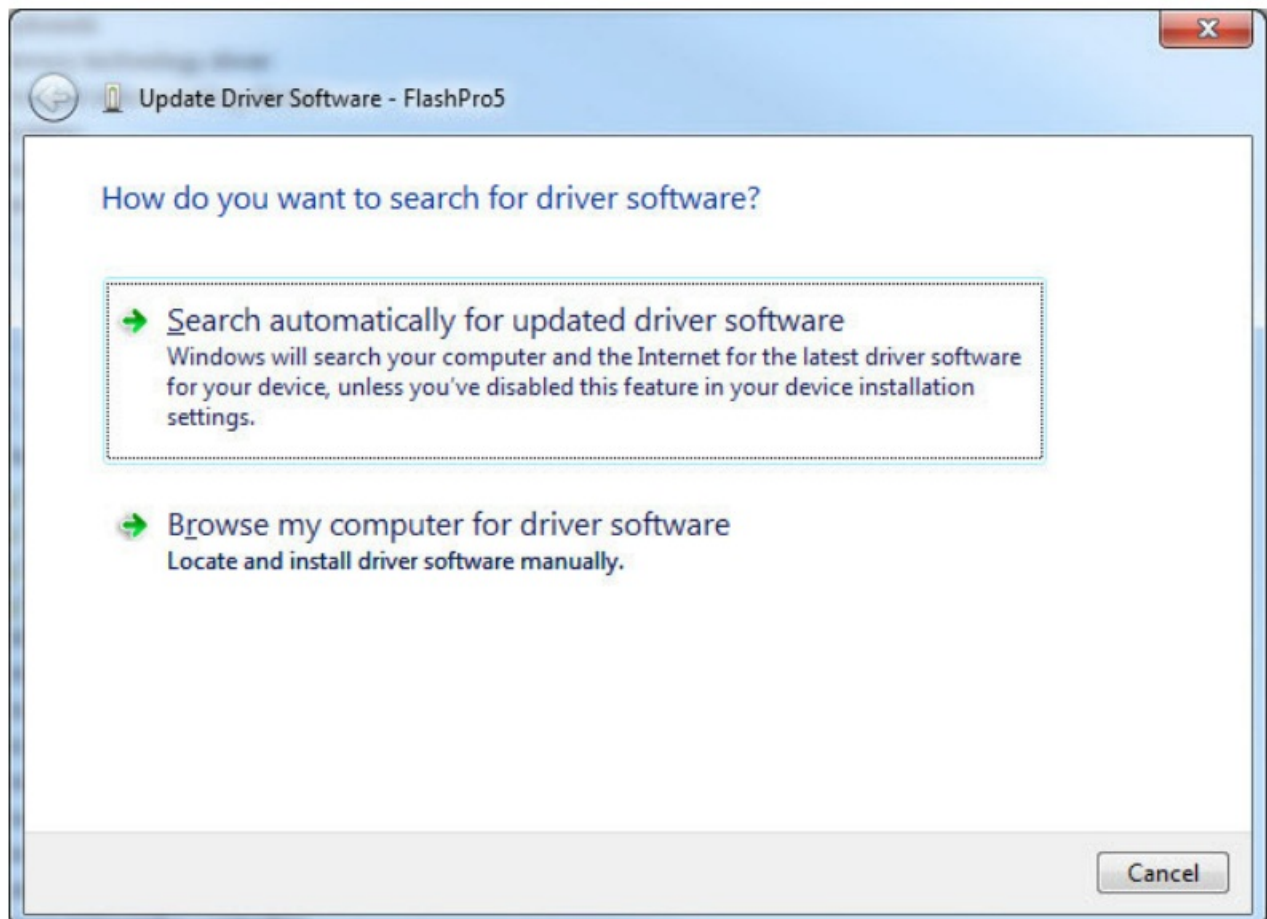 Update Driver Software - FlashPro5
How do you want to search for driver software?
Search automatically for updated driver software
Windows will search your computer and the Internet for the latest driver software
for your device, unless you've disabled this feature in your device installation
settings.
Browse my computer for driver software
Locate and install driver software manually.
Cancel